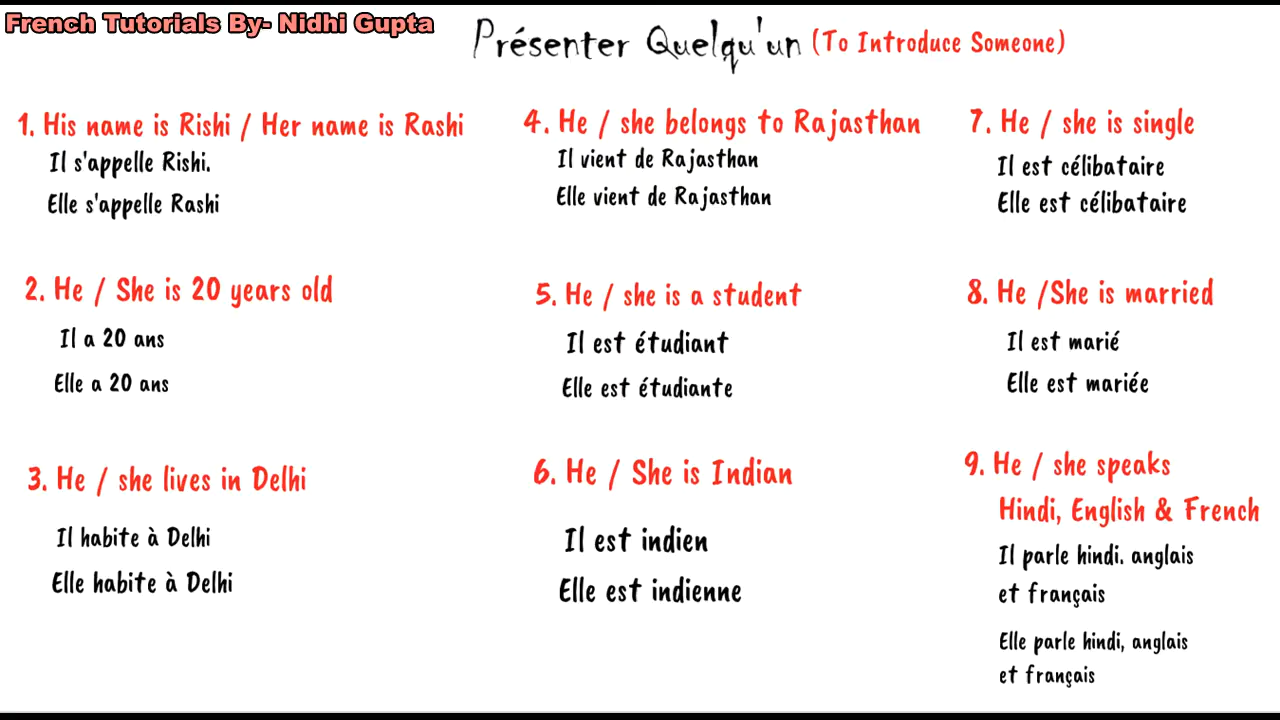 French Tutorials By- Nidhi Gupta
Présenter Quelqu'un (To Introduce Someone)
1. His name is Rishi / Her name is Rashi
Il s'appelle Rishi.
Elle s'appelle Rashi
2. He / She is 20 years old
Il a 20 ans
Elle a 20 ans
3. He / she lives in Delhi
Il habite à Delhi
Elle habite à Delhi
4. He / she belongs to Rajasthan
Il vient de Rajasthan
Elle vient de Rajasthan
5. He / she is a student
Il est étudiant
Elle est étudiante
6. He / She is Indian
Il est indien
Elle est indienne
7. He / she is single
Il est célibataire
Elle est célibataire
8. He /She is married
Il est marié
Elle est mariée
9. He / she speaks
Hindi, English & French
Il parle hindi. anglais
et français
Elle parle hindi, anglais
et français